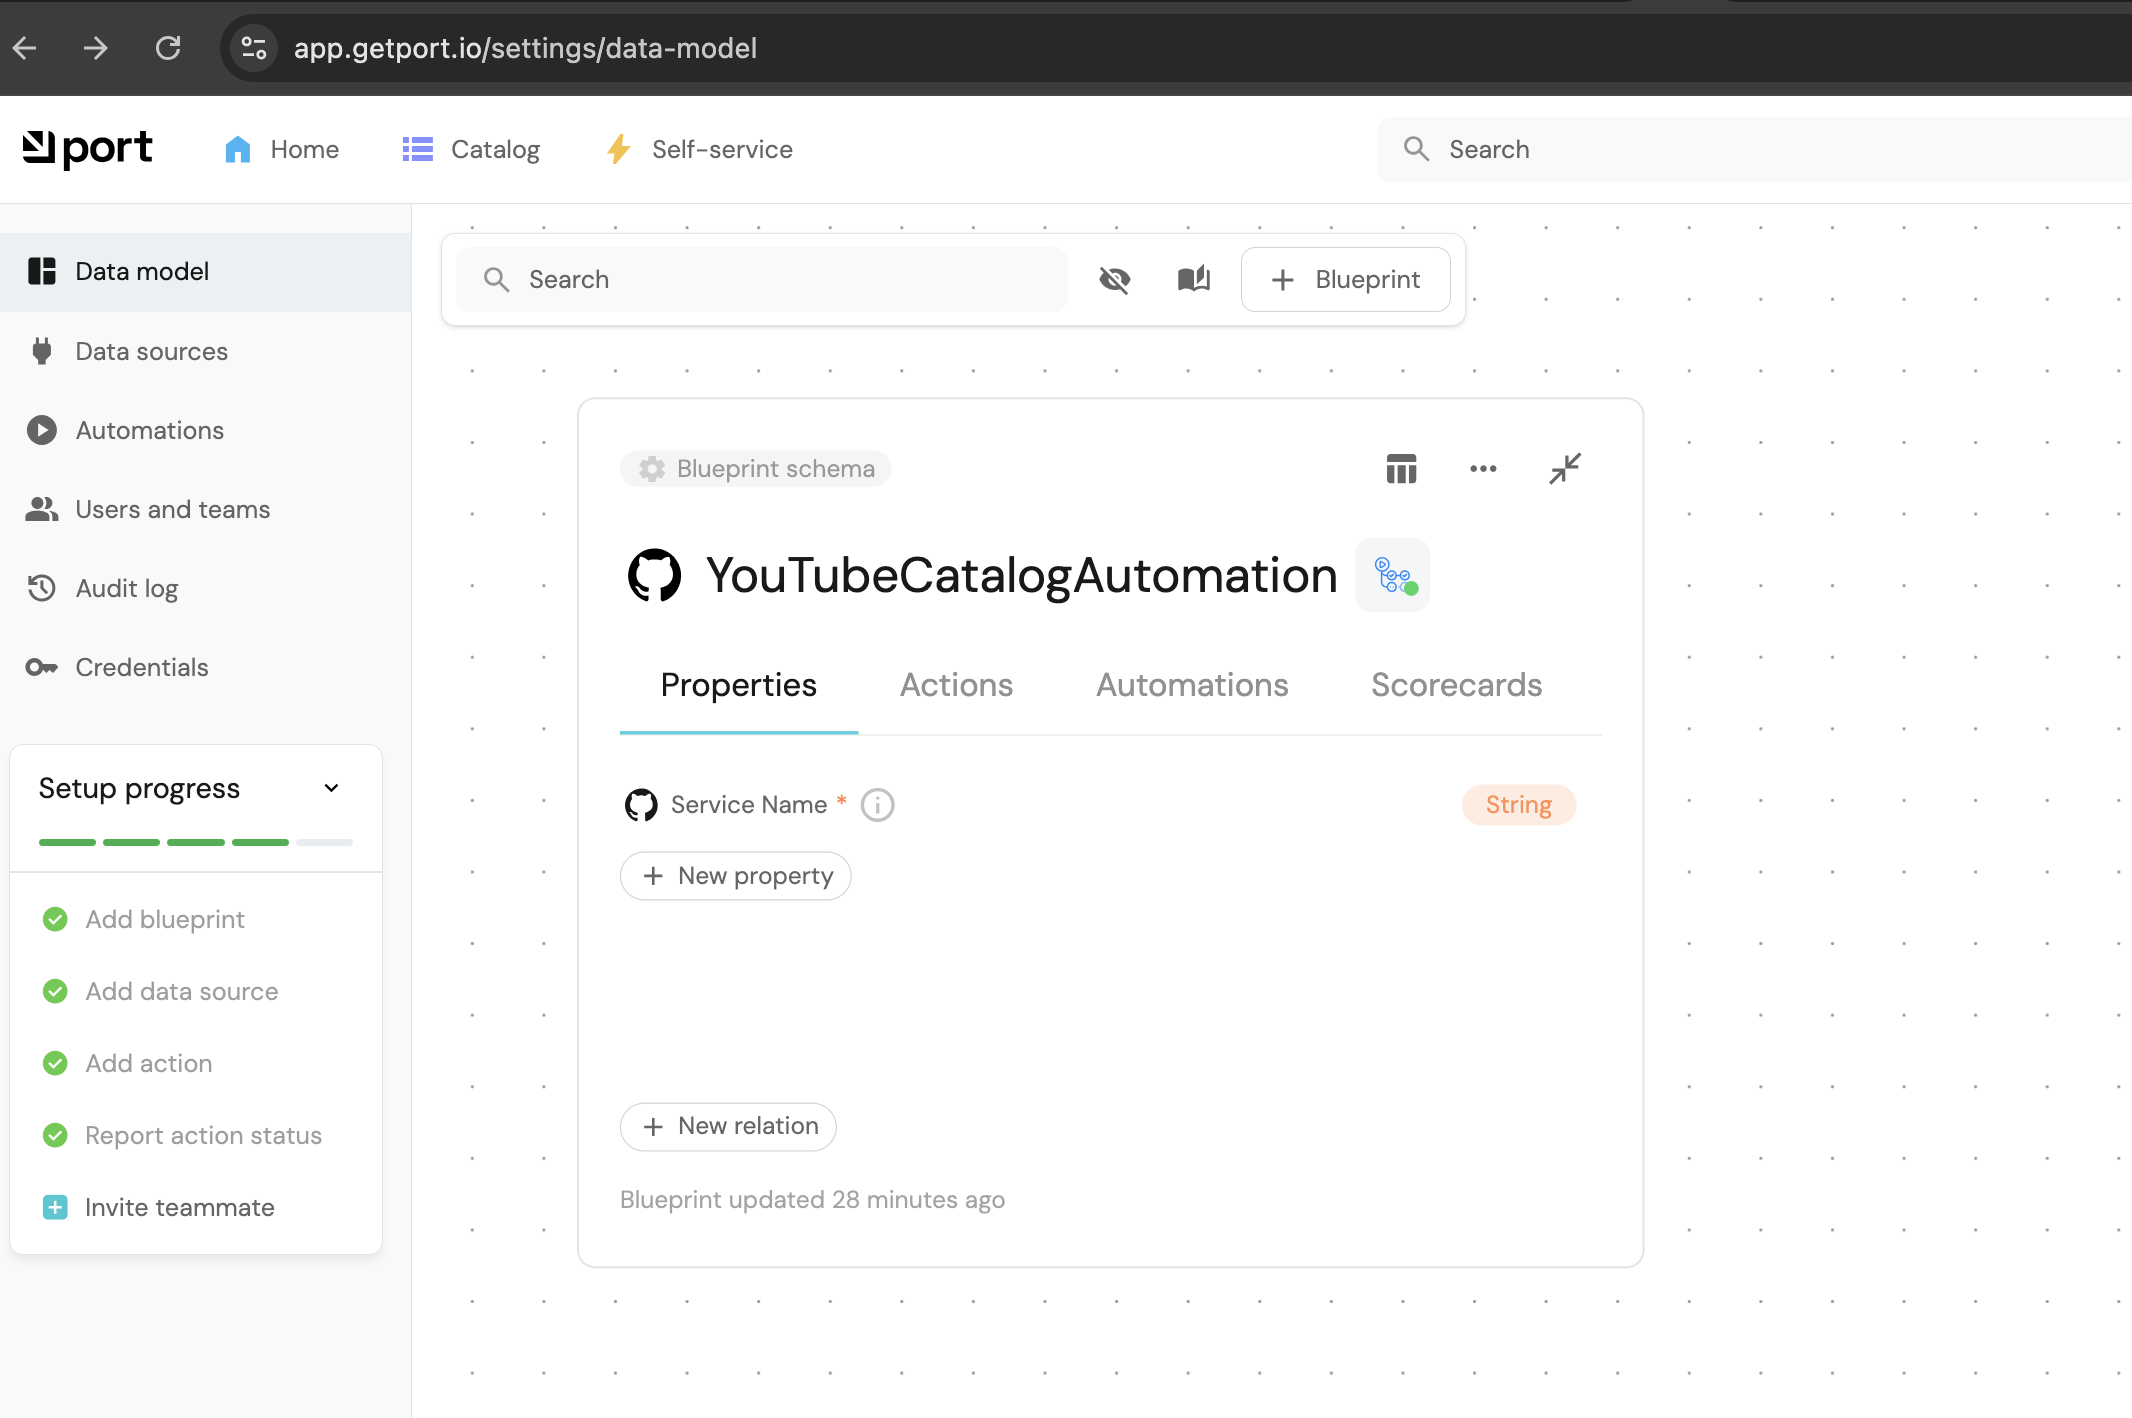 app.getport.io/settings/data-model
port
Home
Catalog
Self-service
Search
Data model
Data sources
Automations
Users and teams
Audit log
Credentials
Setup progress
Add blueprint
Add data source
Add action
Report action status
Invite teammate
Search
Blueprint
Blueprint schema
YouTubeCatalogAutomation
Properties
Actions
Automations
Scorecards
Service Name *
String
+ New property
+ New relation
Blueprint updated 28 minutes ago